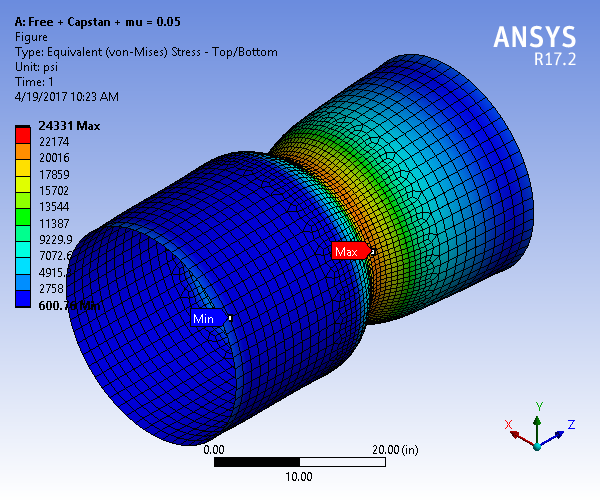 A: Free + Capstan + mu = 0.05
Figure
Type: Equivalent (von-Mises) Stress - Top/Bottom
Unit: psi
Time: 1
4/19/2017 10:23 AM
ANSYS
R17.2
24331 Max
22174
20016
17859
15702
13544
11387
9229.9
7072.6
4915.
2758
600.7 Min
Max
Min
0.00
20.00 (in)
10.00
Y
X
Z